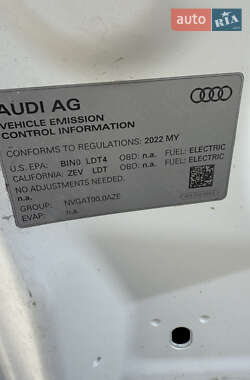 AUTO RIA
AUDI AG
VEHICLE EMISSION
CONTROL INFORMATION
CONFORMS TO REGULATIONS: 2022 MY
U.S. EPA: BIN0 LDT4 OBD: n.a. FUEL: ELECTRIC
CALIFORNIA: ZEV LDT OBD: n.a. FUEL: ELECTRIC
NO ADJUSTMENTS NEEDED.
n.a.
GROUP: NVGAT00.0AZE
EVAP: n.a.